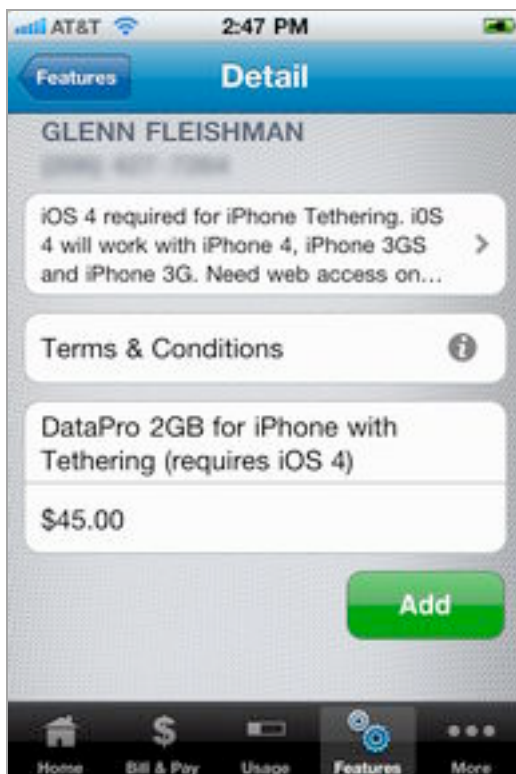 AT&T 2:47 PM
Features Detail
GLENN FLEISHMAN
iOS 4 required for iPhone Tethering. i0S
4 will work with iPhone 4, iPhone 3GS
and iPhone 3G. Need web access on...
Terms & Conditions
DataPro 2GB for iPhone with
Tethering (requires iOS 4)
$45.00
Add
Home Bill & Pay Usage Features More